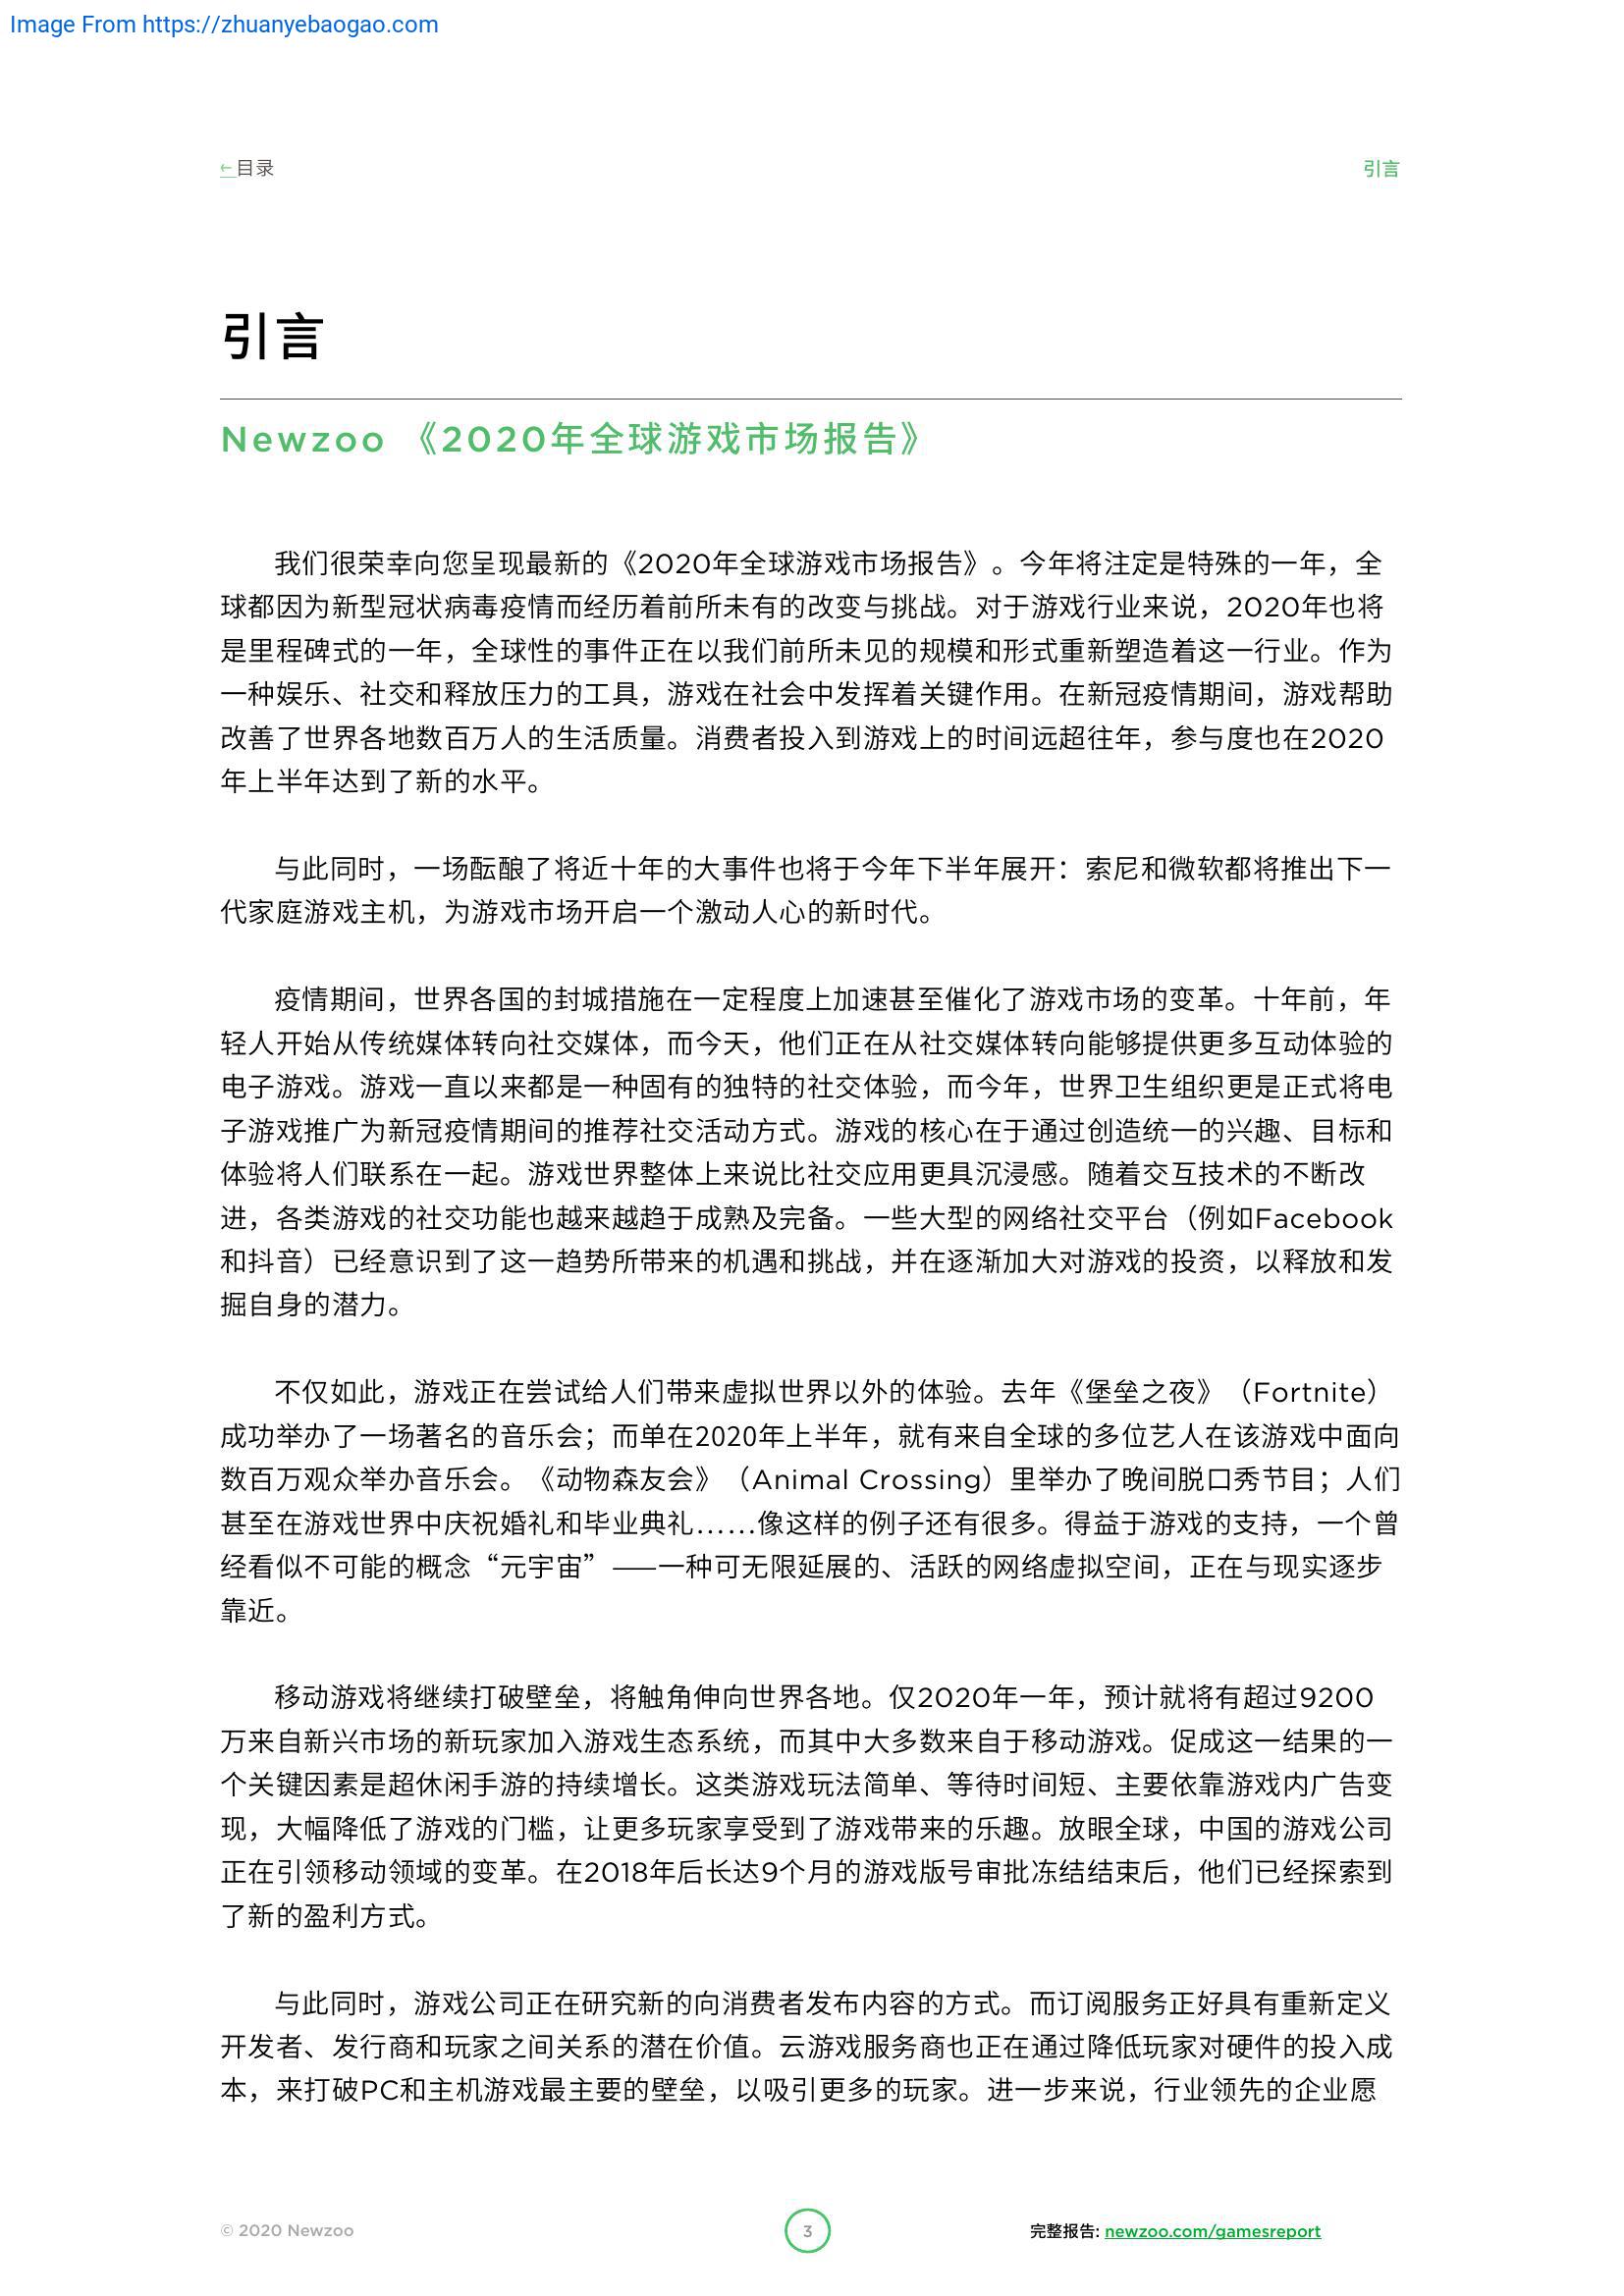 Image From https://zhuanyebaogao.com
←目录
引言
引言
Newzoo 《2020年全球游戏市场报告》
我们很荣幸向您呈现最新的《2020年全球游戏市场报告》。今年将注定是特殊的一年，全
球都因为新型冠状病毒疫情而经历着前所未有的改变与挑战。对于游戏行业来说，2020年也将
是里程碑式的一年，全球性的事件正在以我们前所未见的规模和形式重新塑造着这一行业。作为
一种娱乐、社交和释放压力的工具，游戏在社会中发挥着关键作用。在新冠疫情期间，游戏帮助
改善了世界各地数百万人的生活质量。消费者投入到游戏上的时间远超往年，参与度也在2020
年上半年达到了新的水平。
与此同时，一场酝酿了将近十年的大事件也将于今年下半年展开：索尼和微软都将推出下一
代家庭游戏主机，为游戏市场开启一个激动人心的新时代。
疫情期间，世界各国的封城措施在一定程度上加速甚至催化了游戏市场的变革。十年前，年
轻人开始从传统媒体转向社交媒体，而今天，他们正在从社交媒体转向能够提供更多互动体验的
电子游戏。游戏一直以来都是一种固有的独特的社交体验，而今年，世界卫生组织更是正式将电
子游戏推广为新冠疫情期间的推荐社交活动方式。游戏的核心在于通过创造统一的兴趣、目标和
体验将人们联系在一起。游戏世界整体上来说比社交应用更具沉浸感。随着交互技术的不断改
进，各类游戏的社交功能也越来越趋于成熟及完备。一些大型的网络社交平台（例如Facebook
和抖音）已经意识到了这一趋势所带来的机遇和挑战，并在逐渐加大对游戏的投资，以释放和发
掘自身的潜力。
不仅如此，游戏正在尝试给人们带来虚拟世界以外的体验。去年《堡垒之夜》（Fortnite）
成功举办了一场著名的音乐会；而单在2020年上半年，就有来自全球的多位艺人在该游戏中面向
数百万观众举办音乐会。《动物森友会》（Animal Crossing）里举办了晚间脱口秀节目；人们
甚至在游戏世界中庆祝婚礼和毕业典礼……像这样的例子还有很多。得益于游戏的支持，一个曾
经看似不可能的概念“元宇宙”——一种可无限延展的、活跃的网络虚拟空间，正在与现实逐步
靠近。
移动游戏将继续打破壁垒，将触角伸向世界各地。仅2020年一年，预计就将有超过9200
万来自新兴市场的新玩家加入游戏生态系统，而其中大多数来自于移动游戏。促成这一结果的一
个关键因素是超休闲手游的持续增长。这类游戏玩法简单、等待时间短、主要依靠游戏内广告变
现，大幅降低了游戏的门槛，让更多玩家享受到了游戏带来的乐趣。放眼全球，中国的游戏公司
正在引领移动领域的变革。在2018年后长达9个月的游戏版号审批冻结结束后，他们已经探索到
了新的盈利方式。
与此同时，游戏公司正在研究新的向消费者发布内容的方式。而订阅服务正好具有重新定义
开发者、发行商和玩家之间关系的潜在价值。云游戏服务商也正在通过降低玩家对硬件的投入成
本，来打破PC和主机游戏最主要的壁垒，以吸引更多的玩家。进一步来说，行业领先的企业愿
© 2020 Newzoo
3
完整报告: newzoo.com/gamesreport